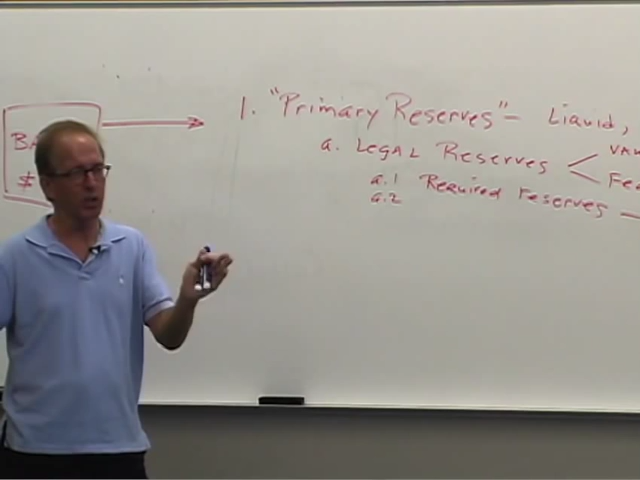 1. "Primary Reserves" - Liquid,
a. Legal Reserves
a.1 Required reserves
a.2
$